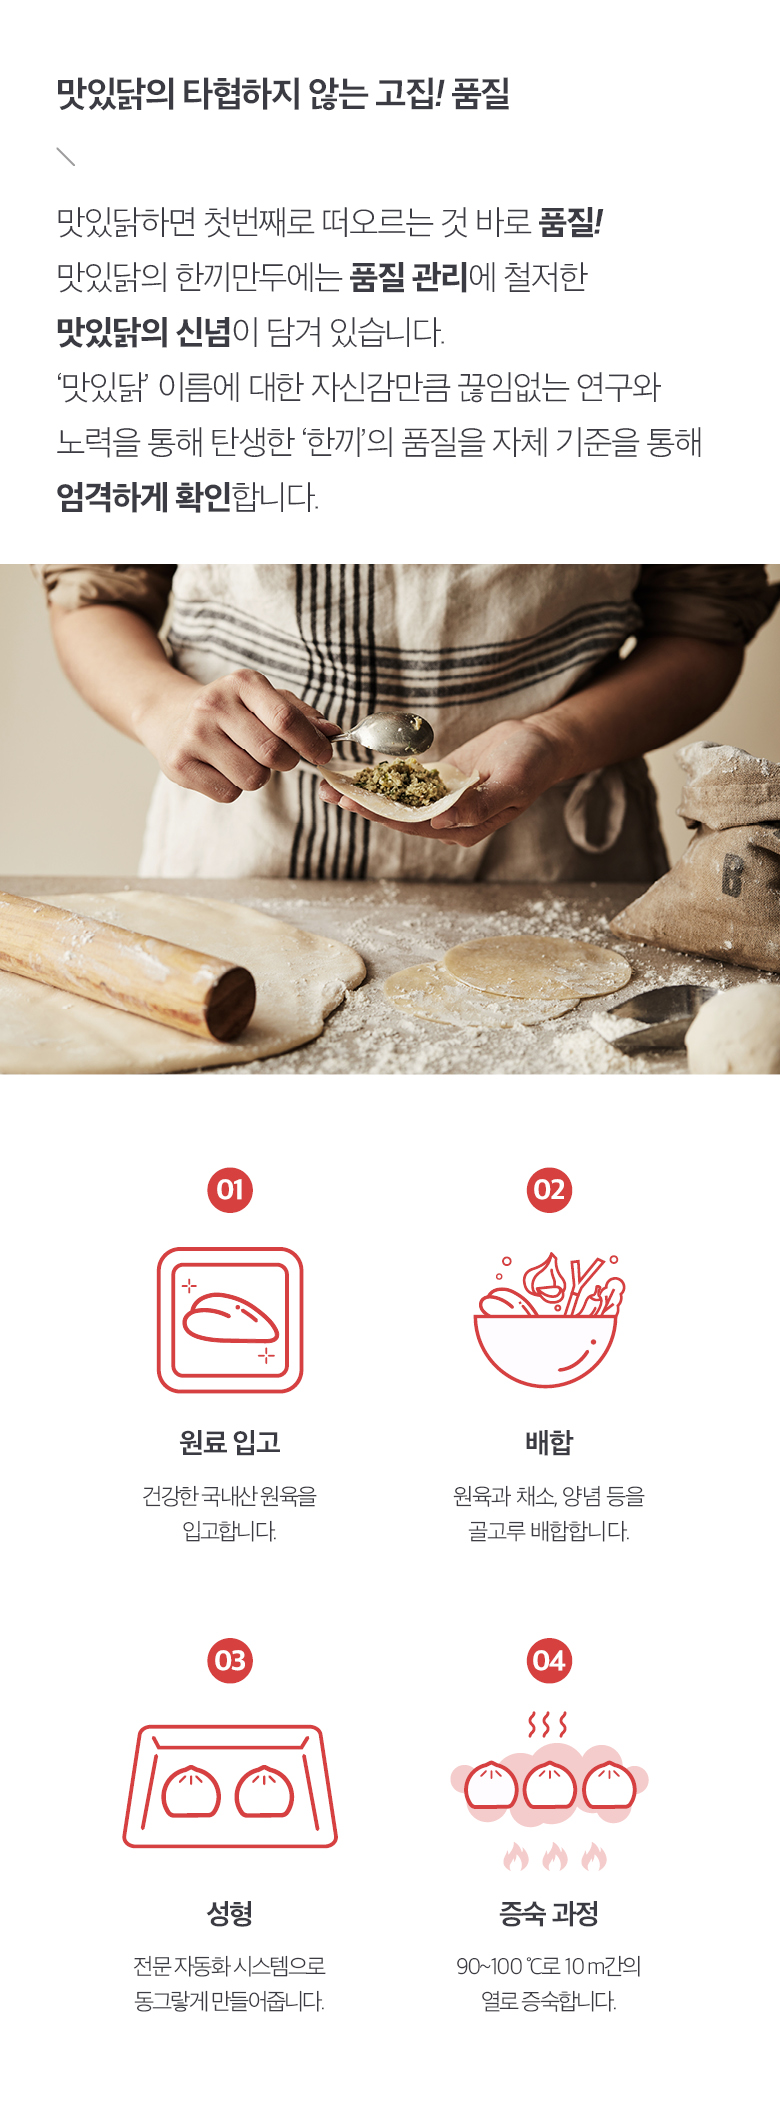 맛있닭의 타협하지 않는 고집! 품질
맛있닭하면 첫번째로 떠오르는 것 바로 품질!
맛있닭의 한끼만두에는 품질 관리에 철저한
맛있닭의 신념이 담겨 있습니다.
‘맛있닭’ 이름에 대한 자신감만큼 끊임없는 연구와
노력을 통해 탄생한 ‘한끼’의 품질을 자체 기준을 통해
엄격하게 확인합니다.
B
01
02
원료 입고
배합
건강한 국내산 원육을
입고합니다.
원육과 채소, 양념 등을
골고루 배합합니다.
03
04
성형
증숙 과정
전문 자동화 시스템으로
동그랗게 만들어줍니다.
90~100 ℃로 10 m간의
열로 증숙합니다.